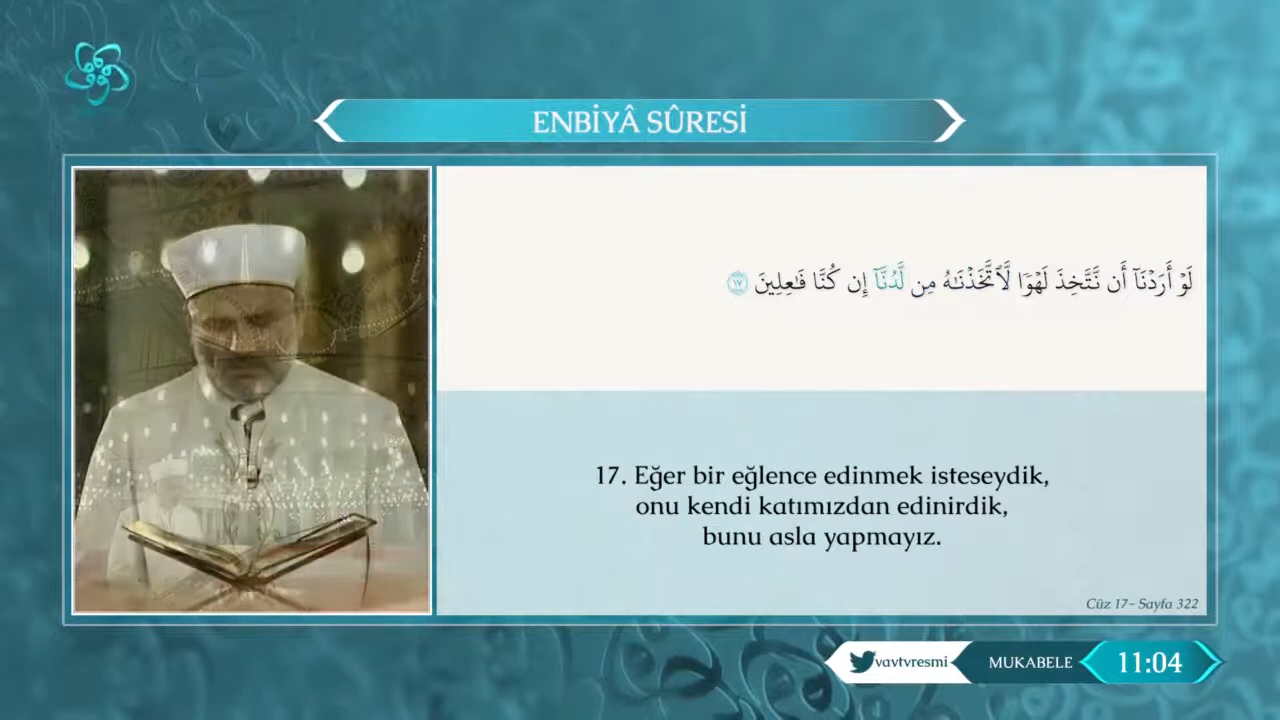 ENBİYÂ SÛRESİ
لَوْ أَرَدْنَآ أَن نَّتَّخِذَ لَهْوًا لَّٱتَّخَذْنَـٰهُ مِن لَّدُنَّآ إِن كُنَّا فَـٰعِلِينَ ١٧
17. Eğer bir eğlence edinmek isteseydik,
onu kendi katımızdan edinirdik,
bunu asla yapmayız.
Cüz 17- Sayfa 322
vavtvresmi MUKABELE 11:04